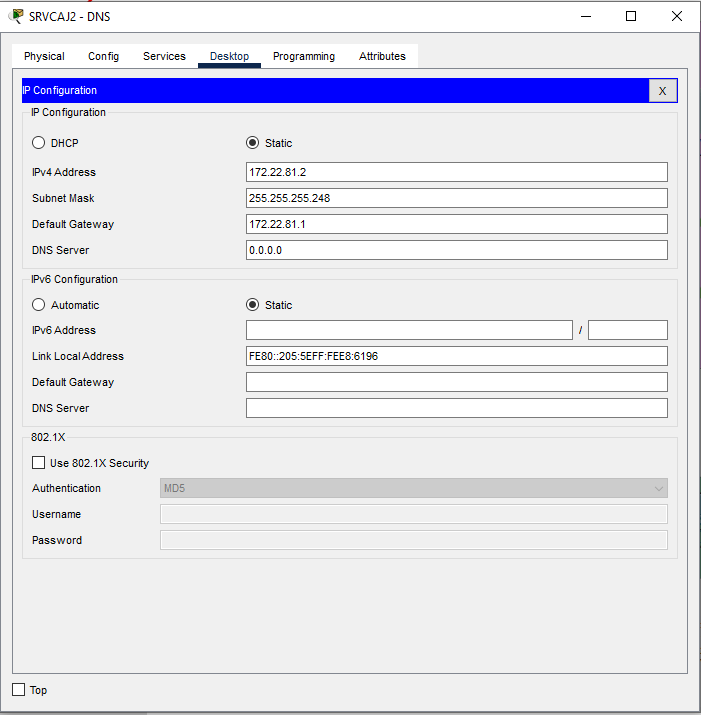 SRVCAJ2 - DNS
Physical Config Services Desktop Programming Attributes
IP Configuration X
IP Configuration
DHCP Static
IPv4 Address 172.22.81.2
Subnet Mask 255.255.255.248
Default Gateway 172.22.81.1
DNS Server 0.0.0.0
IPv6 Configuration
Automatic Static
IPv6 Address /
Link Local Address FE80::205:5EFF:FEE8:6196
Default Gateway
DNS Server
802.1X
Use 802.1X Security
Authentication MD5
Username
Password
Top